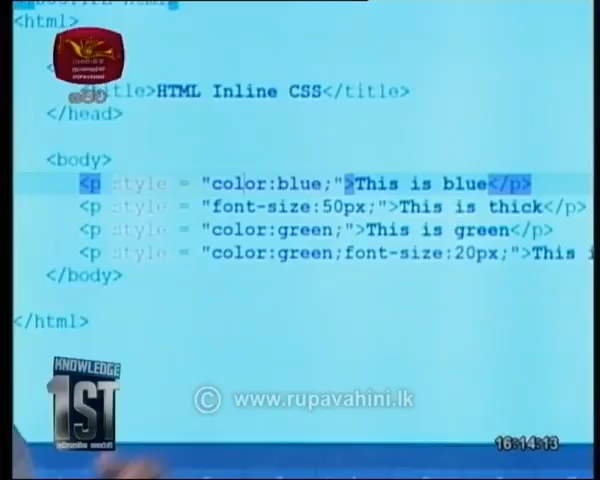 <html>
RUPAVAHINI
<title>HTML Inline CSS</title>
</head>
<body>
<p style = "color:blue;">This is blue</p>
<p style = "font-size:50px;">This is thick</p>
<p style = "color:green;">This is green</p>
<p style = "color:green;font-size:20px;">This
</body>
</html>
KNOWLEDGE
1ST
© www.rupavahini.lk
16:14:13